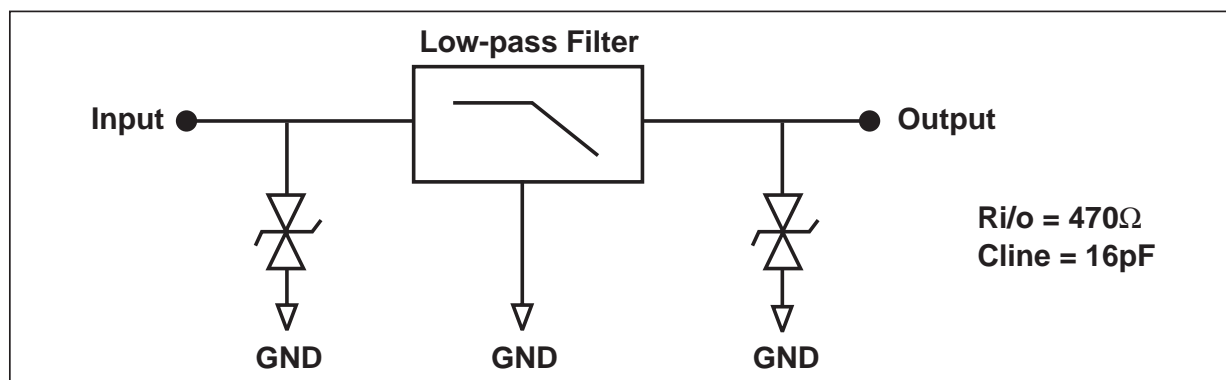 Low-pass Filter
Input
Output
Ri/o = 470Ω
Cline = 16pF
GND
GND
GND